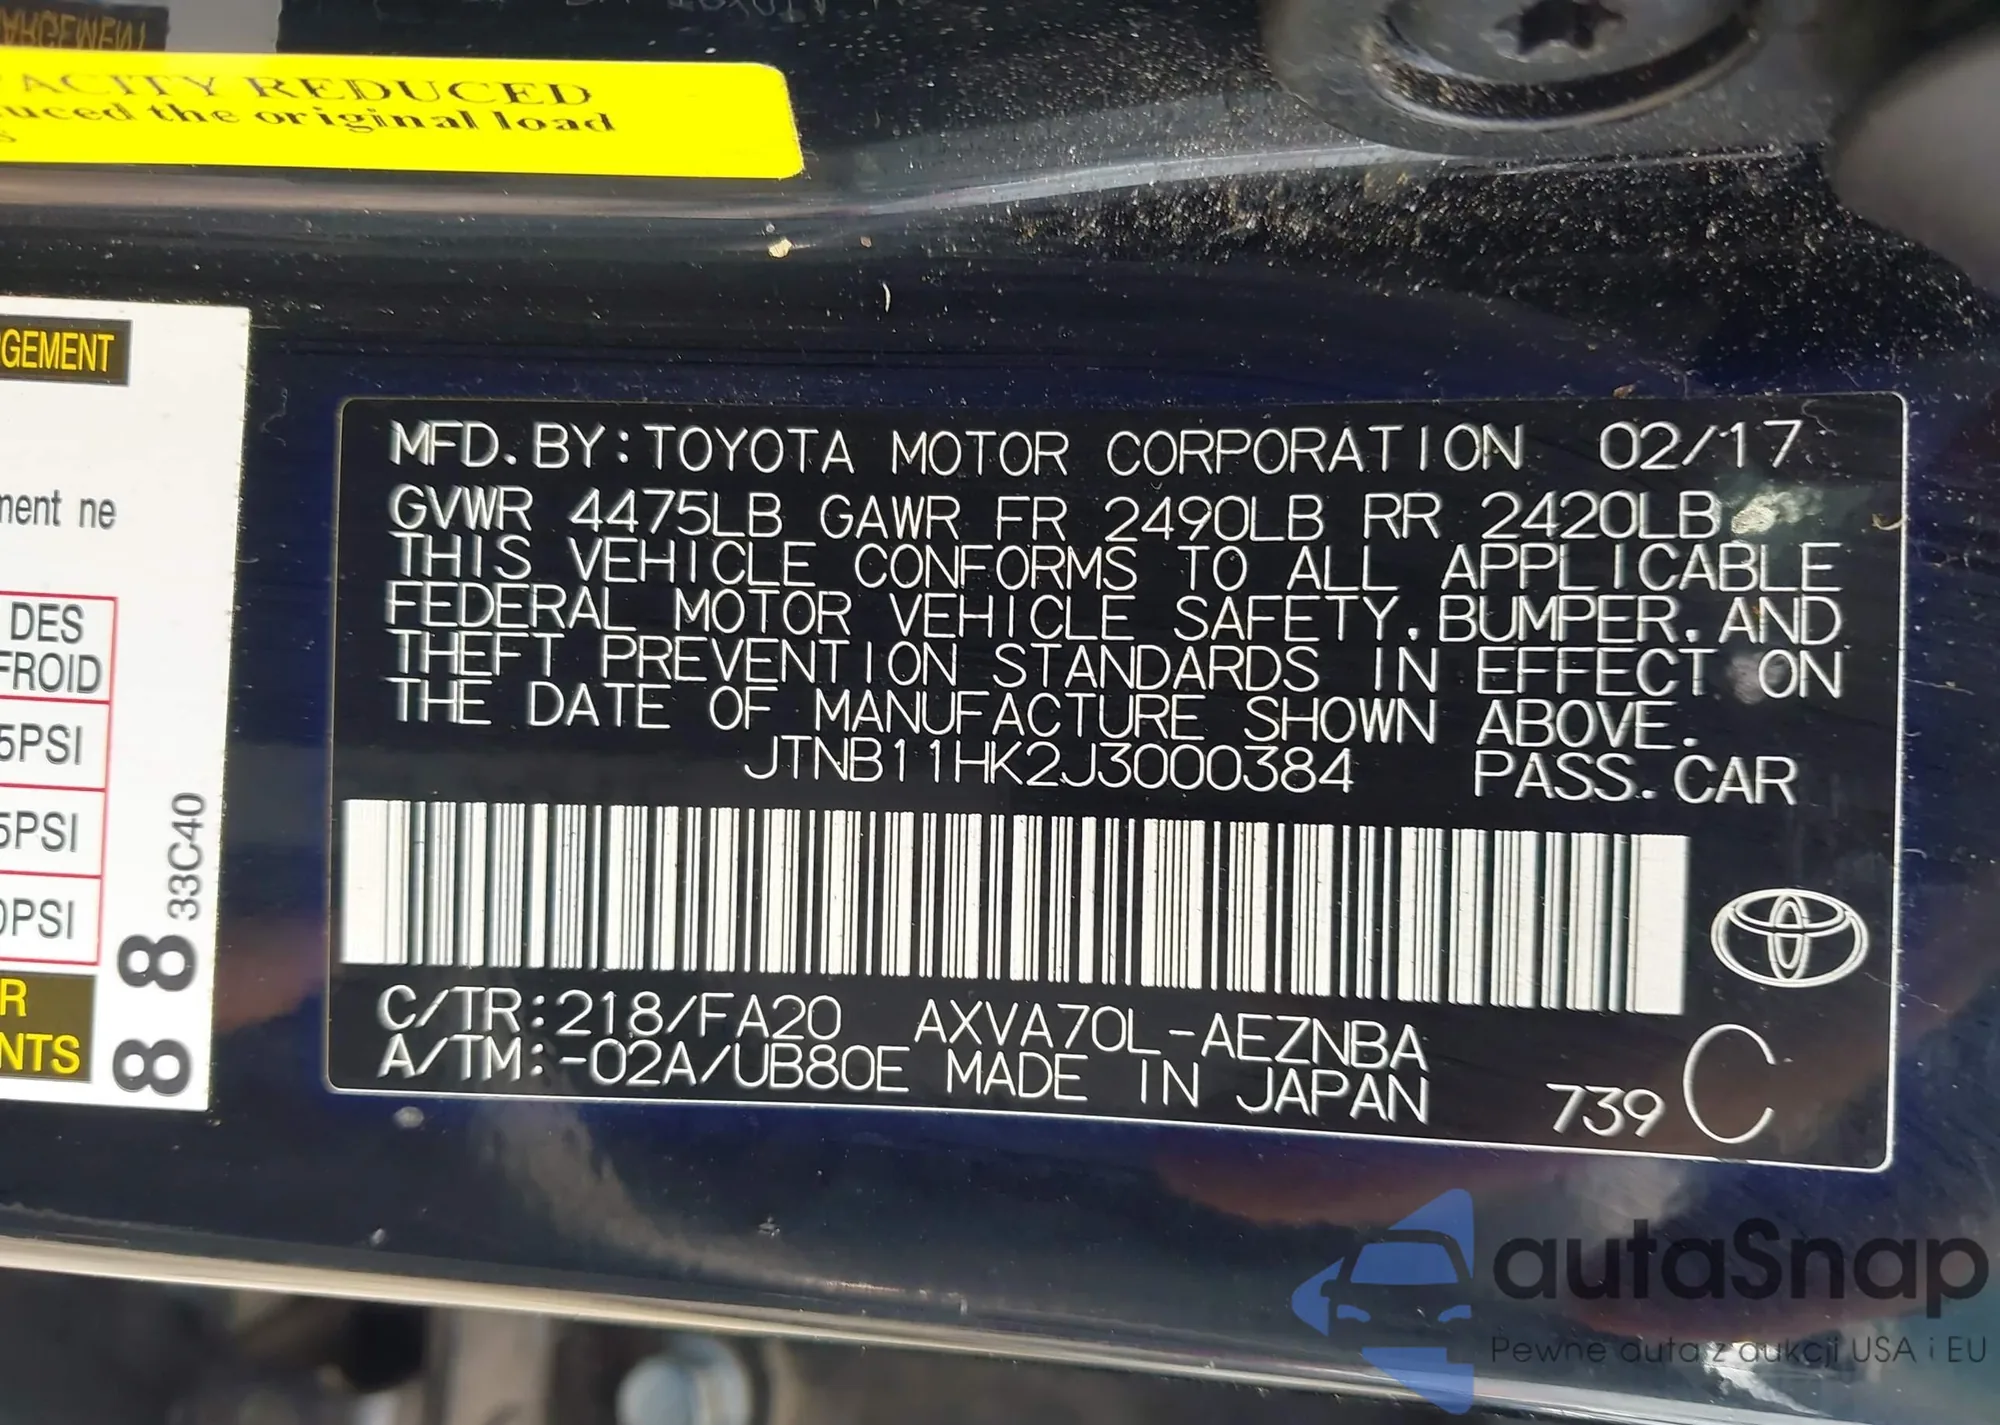 ARGEMENT
ACITY REDUCED
uced the original load
s
GEMENT
ment ne
DES
FROID
5PSI
5PSI
0PSI
33C40
8 8
R
NTS
MFD. BY: TOYOTA MOTOR CORPORATION 02/17
GVWR 4475LB GAWR FR 2490LB RR 2420LB
THIS VEHICLE CONFORMS TO ALL APPLICABLE
FEDERAL MOTOR VEHICLE SAFETY, BUMPER, AND
THEFT PREVENTION STANDARDS IN EFFECT ON
THE DATE OF MANUFACTURE SHOWN ABOVE.
JTNB11HK2J3000384 PASS. CAR
C/TR: 218/FA20 AXVA70L-AEZNBA
A/TM: -02A/UB80E MADE IN JAPAN 739 C
autaSnap
Pewne auta z aukcji USA i EU